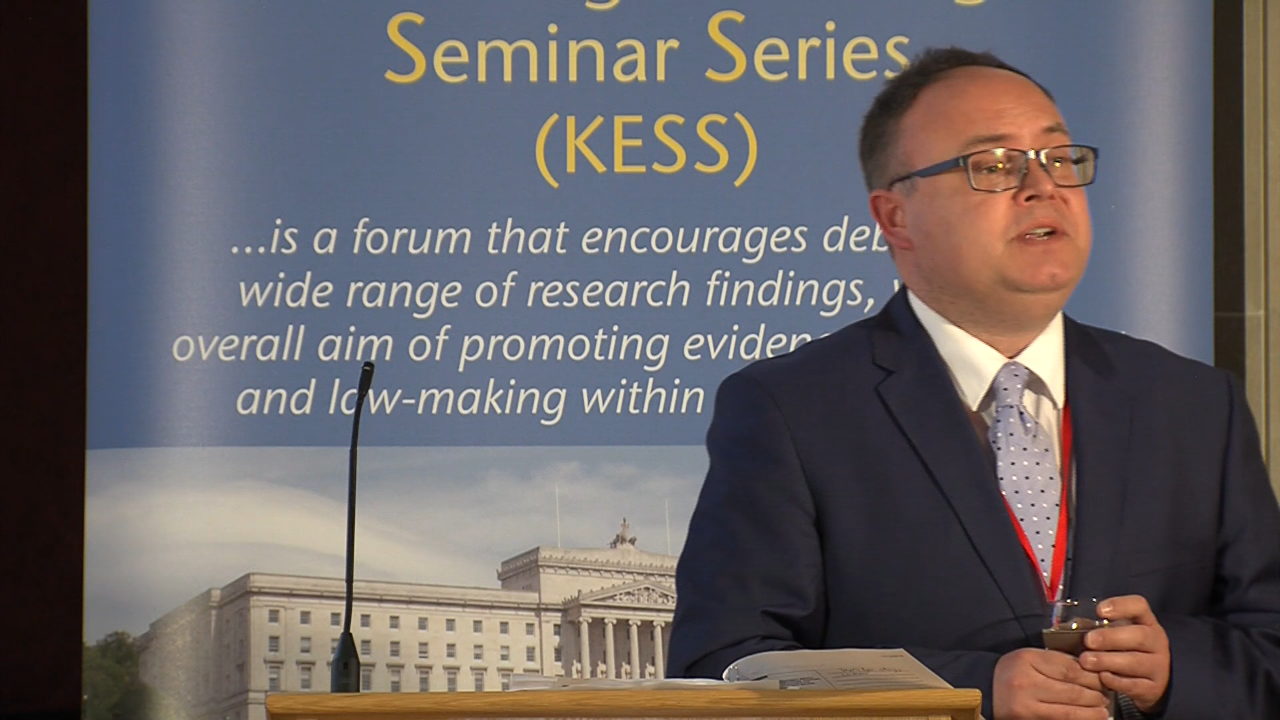 Seminar Series
(KESS)
...is a forum that encourages deb
wide range of research findings,
overall aim of promoting eviden
and law-making within